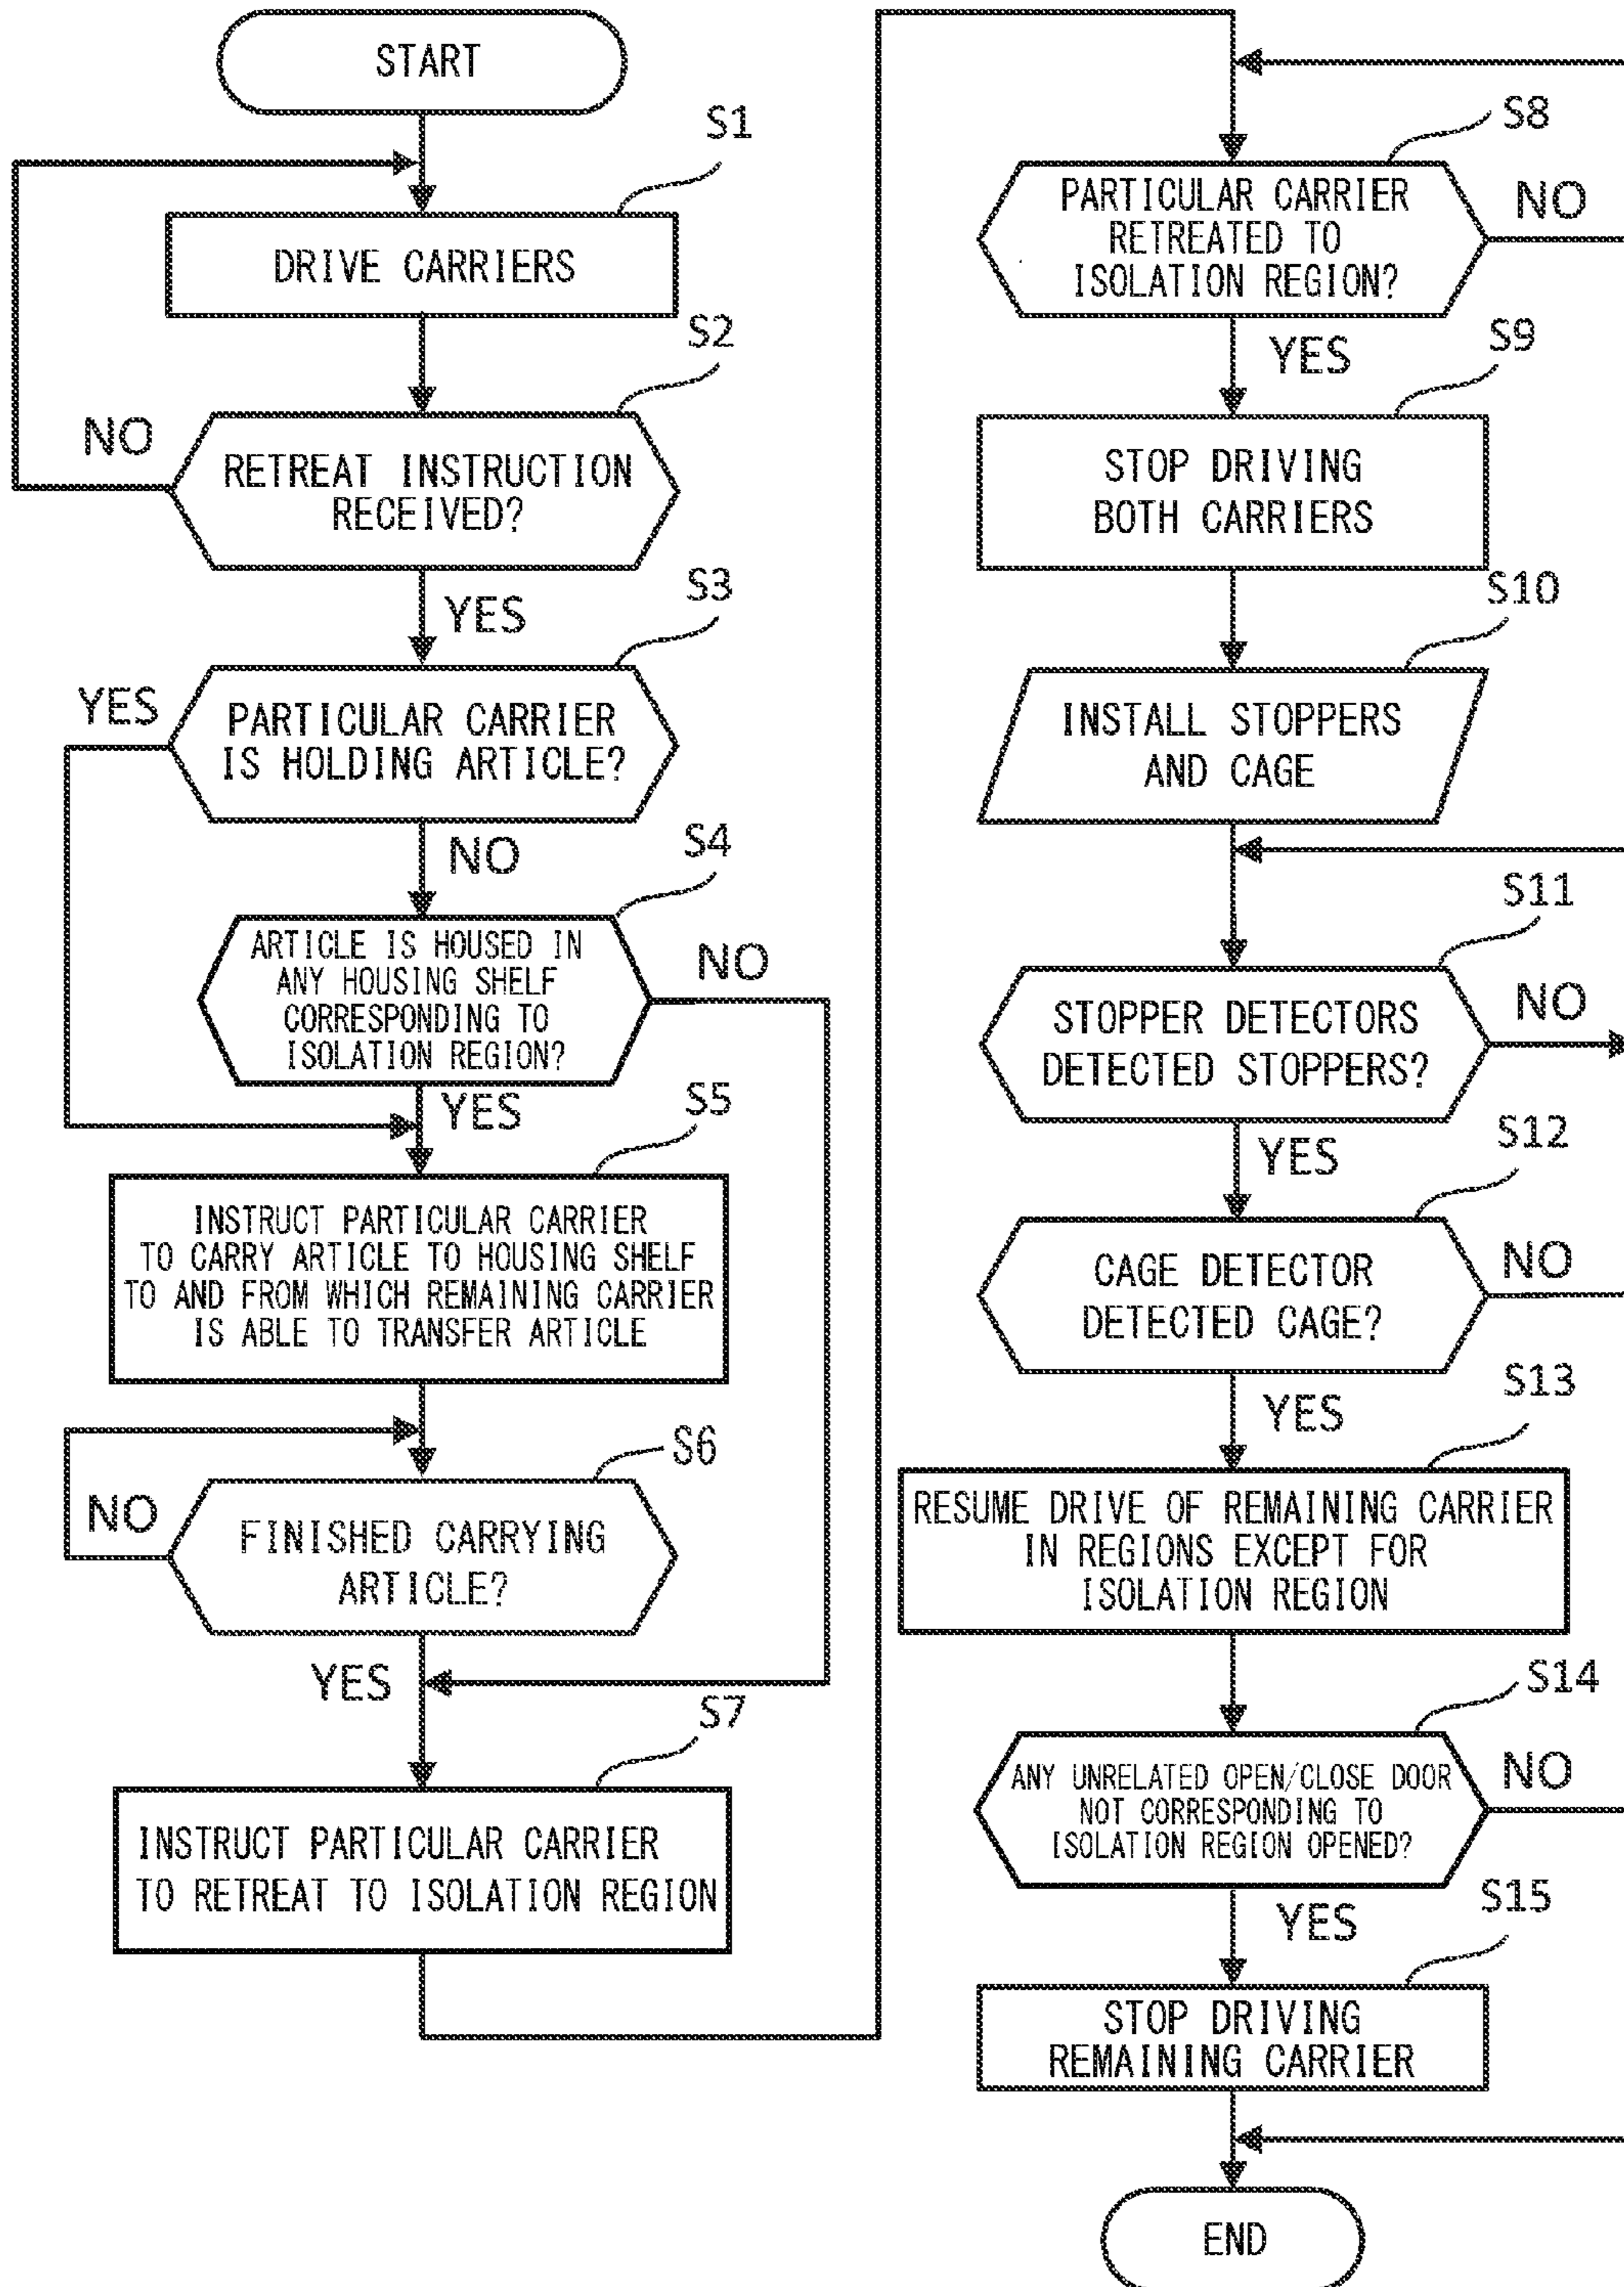 START
S1
DRIVE CARRIERS
S2
NO
RETREAT INSTRUCTION
RECEIVED?
YES
S3
YES
PARTICULAR CARRIER
IS HOLDING ARTICLE?
NO
S4
ARTICLE IS HOUSED IN
ANY HOUSING SHELF
CORRESPONDING TO
ISOLATION REGION?
NO
YES
S5
INSTRUCT PARTICULAR CARRIER
TO CARRY ARTICLE TO HOUSING SHELF
TO AND FROM WHICH REMAINING CARRIER
IS ABLE TO TRANSFER ARTICLE
S6
NO
FINISHED CARRYING
ARTICLE?
YES
S7
INSTRUCT PARTICULAR CARRIER
TO RETREAT TO ISOLATION REGION
S8
PARTICULAR CARRIER
RETREATED TO
ISOLATION REGION?
NO
YES
S9
STOP DRIVING
BOTH CARRIERS
S10
INSTALL STOPPERS
AND CAGE
S11
STOPPER DETECTORS
DETECTED STOPPERS?
NO
YES
S12
CAGE DETECTOR
DETECTED CAGE?
NO
YES
S13
RESUME DRIVE OF REMAINING CARRIER
IN REGIONS EXCEPT FOR
ISOLATION REGION
S14
ANY UNRELATED OPEN/CLOSE DOOR
NOT CORRESPONDING TO
ISOLATION REGION OPENED?
NO
YES
S15
STOP DRIVING
REMAINING CARRIER
END